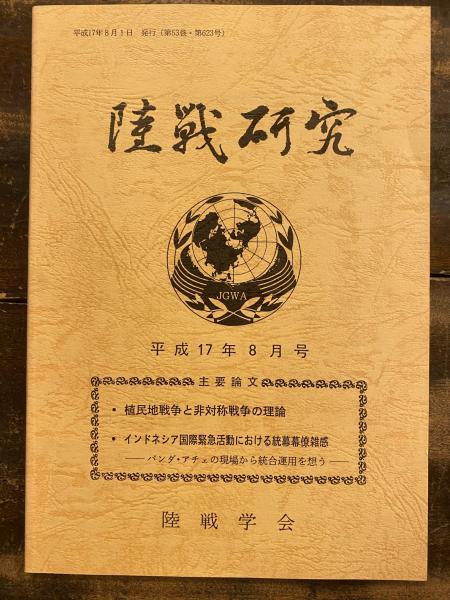 平成17年8月1日 発行(第53巻・第623号)
陸戰研究
JGWA
平成17年8月号
主要論文
・植民地戦争と非対称戦争の理論
・インドネシア国際緊急活動における統幕幕僚雑感
――バンダ・アチェの現場から統合運用を想う――
陸戦学会